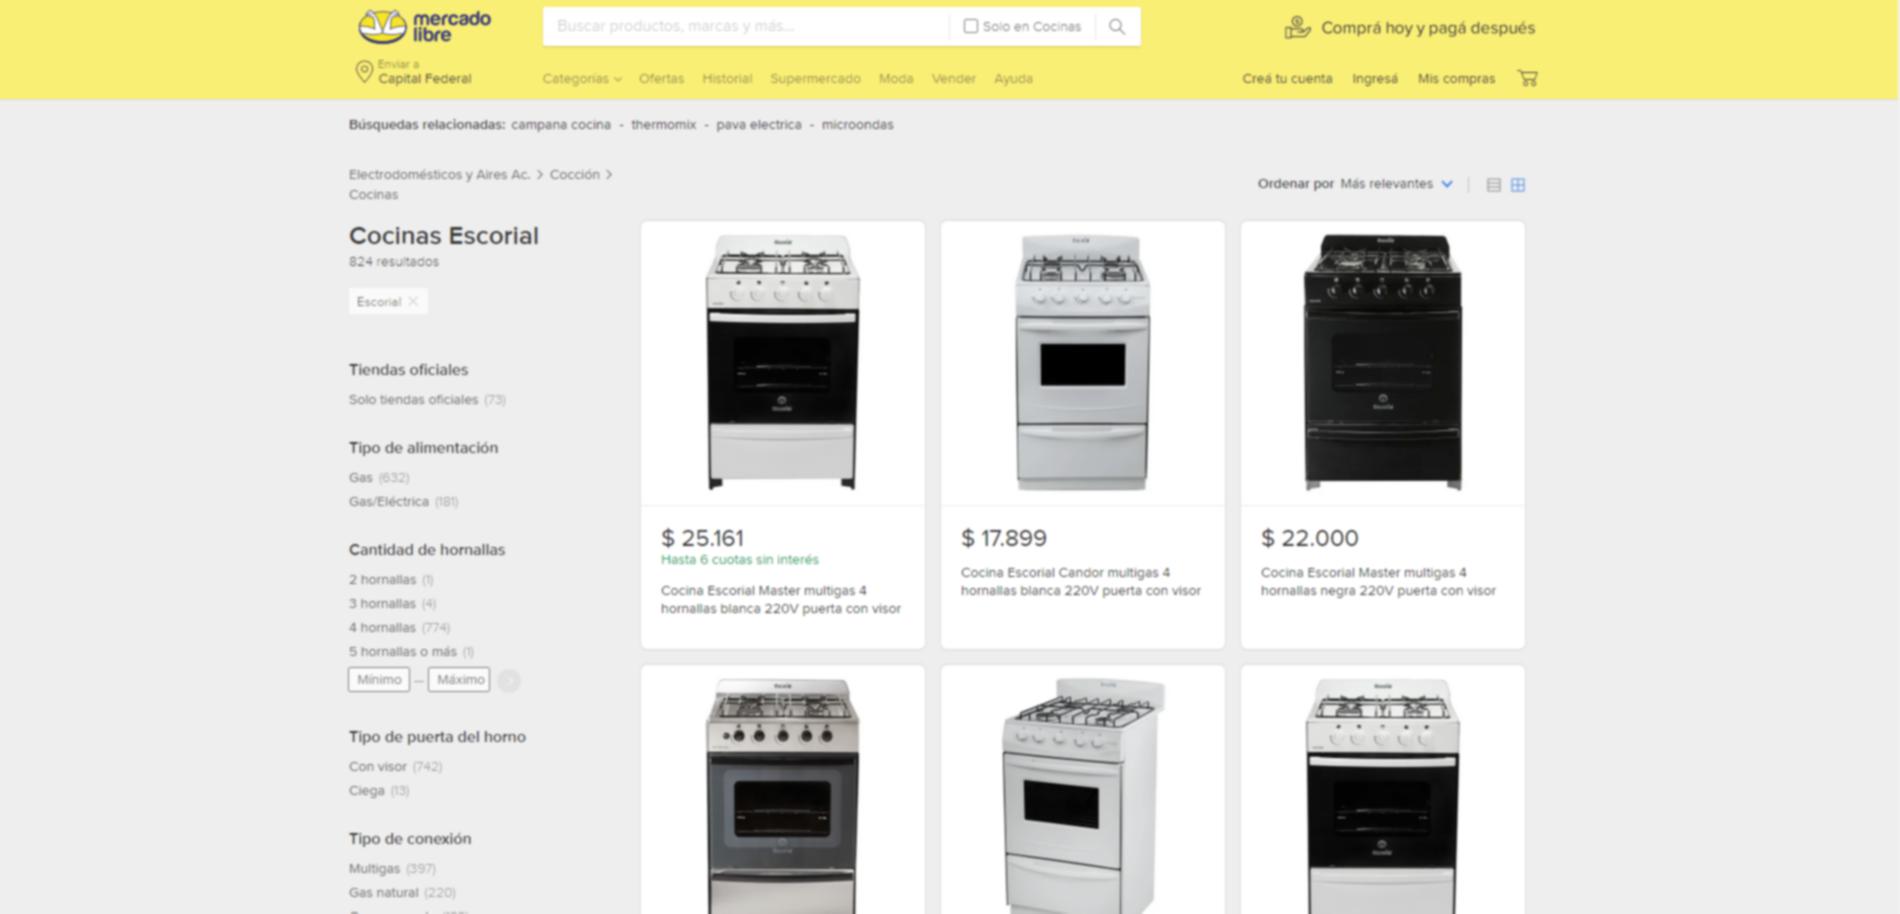 mercado
libre
Buscar productos, marcas y más...
Solo en Cocinas
Comprá hoy y pagá después
Enviar a
Capital Federal
Categorías Ofertas Historial Supermercado Moda Vender Ayuda
Creá tu cuenta Ingresá Mis compras
Búsquedas relacionadas: campana cocina - thermomix - pava electrica - microondas
Electrodomésticos y Aires Ac. > Cocción >
Cocinas
Ordenar por Más relevantes
Cocinas Escorial
824 resultados
Escorial
Tiendas oficiales
Solo tiendas oficiales (73)
Tipo de alimentación
Gas (632)
Gas/Eléctrica (181)
Cantidad de hornallas
2 hornallas (1)
3 hornallas (4)
4 hornallas (774)
5 hornallas o más (1)
Mínimo – Máximo
Tipo de puerta del horno
Con visor (742)
Ciega (13)
Tipo de conexión
Multigas (397)
Gas natural (220)
$ 25.161
Hasta 6 cuotas sin interés
Cocina Escorial Master multigas 4
hornallas blanca 220V puerta con visor
$ 17.899
Cocina Escorial Candor multigas 4
hornallas blanca 220V puerta con visor
$ 22.000
Cocina Escorial Master multigas 4
hornallas negra 220V puerta con visor